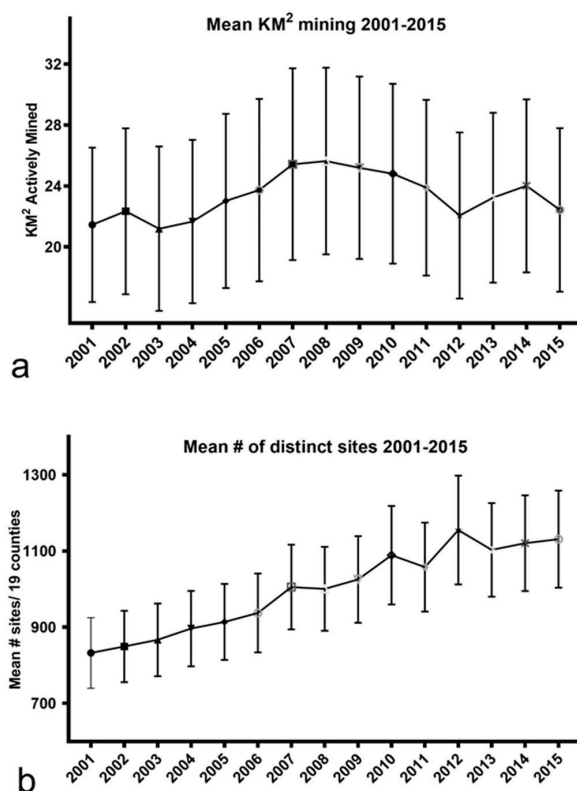 Mean KM² mining 2001-2015
KM² Actively Mined
32
28
24
20
2001 2002 2003 2004 2005 2006 2007 2008 2009 2010 2011 2012 2013 2014 2015
a
Mean # of distinct sites 2001-2015
Mean # sites/ 19 counties
1300
1100
900
700
2001 2002 2003 2004 2005 2006 2007 2008 2009 2010 2011 2012 2013 2014 2015
b